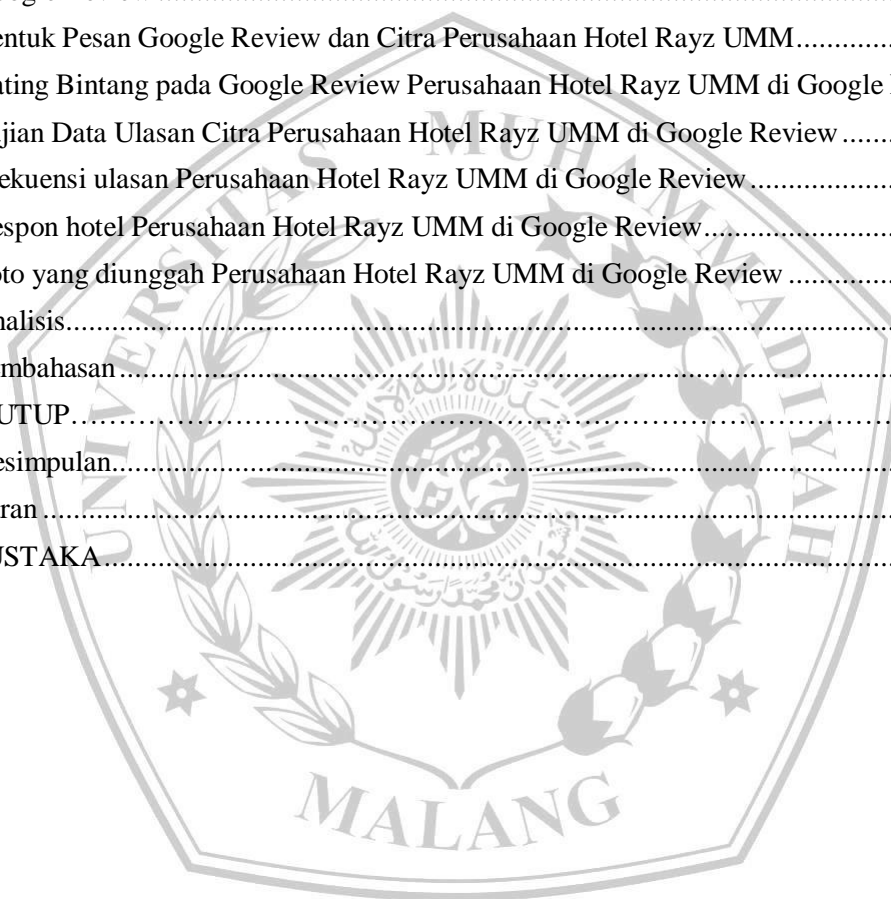 entuk Pesan Google Review dan Citra Perusahaan Hotel Rayz UMM..............
ating Bintang pada Google Review Perusahaan Hotel Rayz UMM di Google
jian Data Ulasan Citra Perusahaan Hotel Rayz UMM di Google Review..........
ekuensi ulasan Perusahaan Hotel Rayz UMM di Google Review.......................
espon hotel Perusahaan Hotel Rayz UMM di Google Review..............................
oto yang diunggah Perusahaan Hotel Rayz UMM di Google Review..................
nalisis...............................................................................................................................
mbahasan......................................................................................................................
UTUP..............................................................................................................................
esimpulan.......................................................................................................................
ran...................................................................................................................................
USTAKA.........................................................................................................................
UNIVERSITAS MUHAMMADIYAH
MALANG